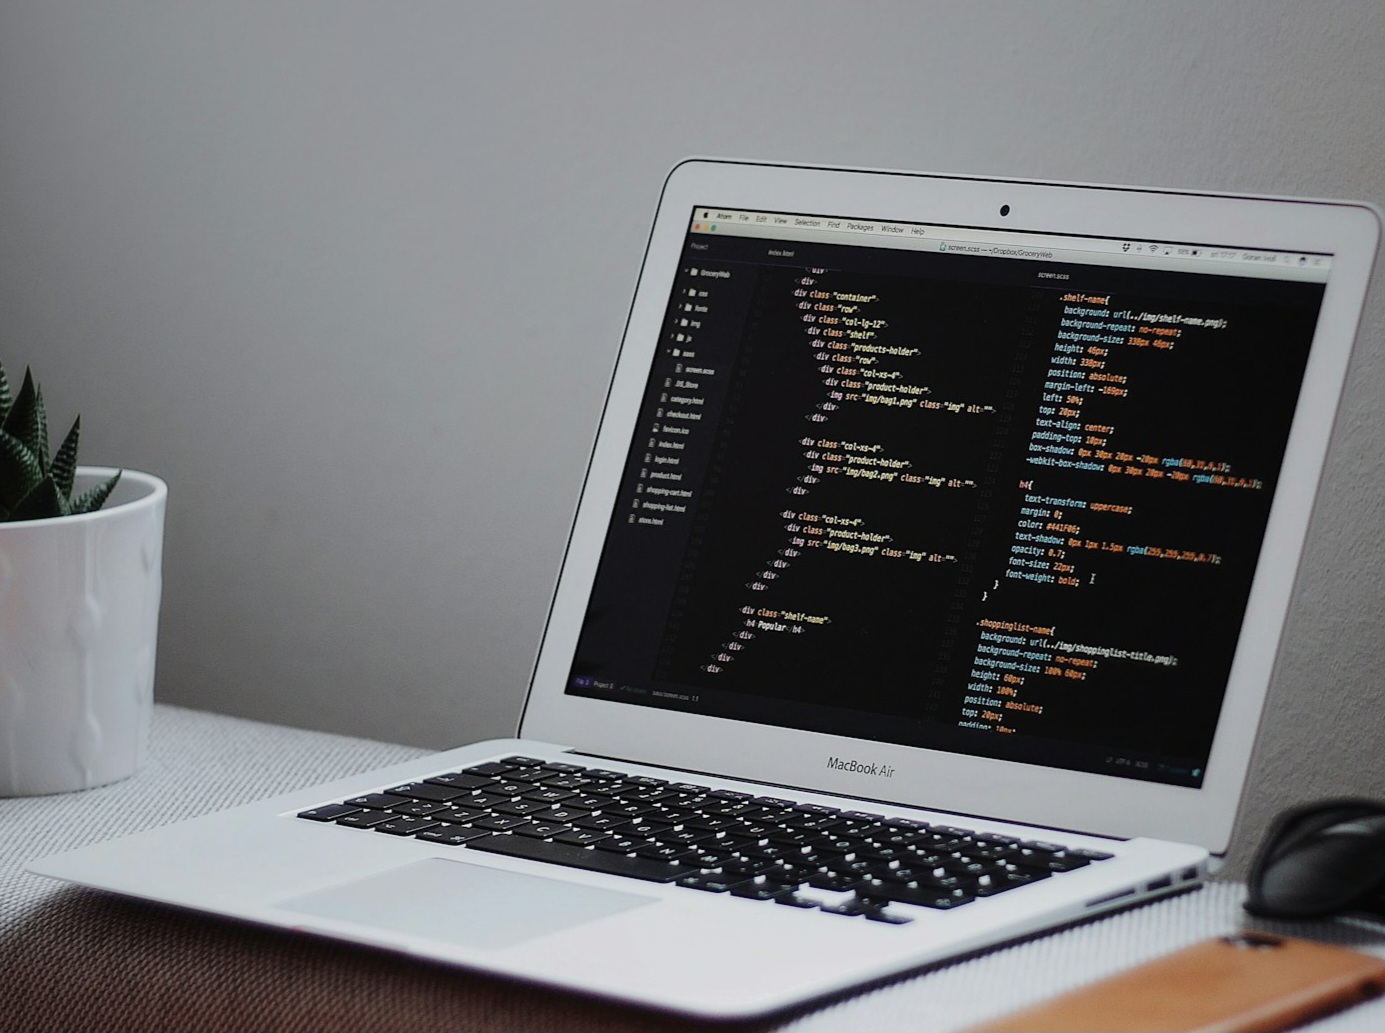 Atom File Edit View Selection Find Packages Window Help
screen.scss — ~/Dropbox/GroceryWeb
Project
GroceryWeb
css
fonts
img
js
screen.scss
.DS_Store
category.html
checkout.html
favicon.ico
index.html
login.html
product.html
shopping-cart.html
shopping-list.html
store.html
index.html
</div>
</div>
<div class="container">
<div class="row">
<div class="col-lg-12">
<div class="shelf">
<div class="products-holder">
<div class="row">
<div class="col-xs-4">
<div class="product-holder">
<img src="img/bag1.png" class="img" alt="">
</div>
</div>
<div class="col-xs-4">
<div class="product-holder">
<img src="img/bag2.png" class="img" alt="">
</div>
</div>
<div class="col-xs-4">
<div class="product-holder">
<img src="img/bag3.png" class="img" alt="">
</div>
</div>
</div>
</div>
<div class="shelf-name">
<h4>Popular</h4>
</div>
</div>
</div>
</div>
screen.scss
.shelf-name{
background: url(../img/shelf-name.png);
background-repeat: no-repeat;
background-size: 330px 46px;
height: 46px;
width: 330px;
position: absolute;
margin-left: -169px;
left: 50%;
top: 20px;
text-align: center;
padding-top: 10px;
box-shadow: 0px 30px 20px -20px rgba(60,31,6,1);
-webkit-box-shadow: 0px 30px 20px -20px rgba(60,31,6,1);
h4{
text-transform: uppercase;
margin: 0;
color: #441F06;
text-shadow: 0px 1px 1.5px rgba(255,255,255,0.7);
opacity: 0.7;
font-size: 22px;
font-weight: bold;
}
}
.shoppinglist-name{
background: url(../img/shoppinglist-title.png);
background-repeat: no-repeat;
background-size: 100% 60px;
height: 60px;
width: 100%;
position: absolute;
top: 20px;
padding: 10px
MacBook Air